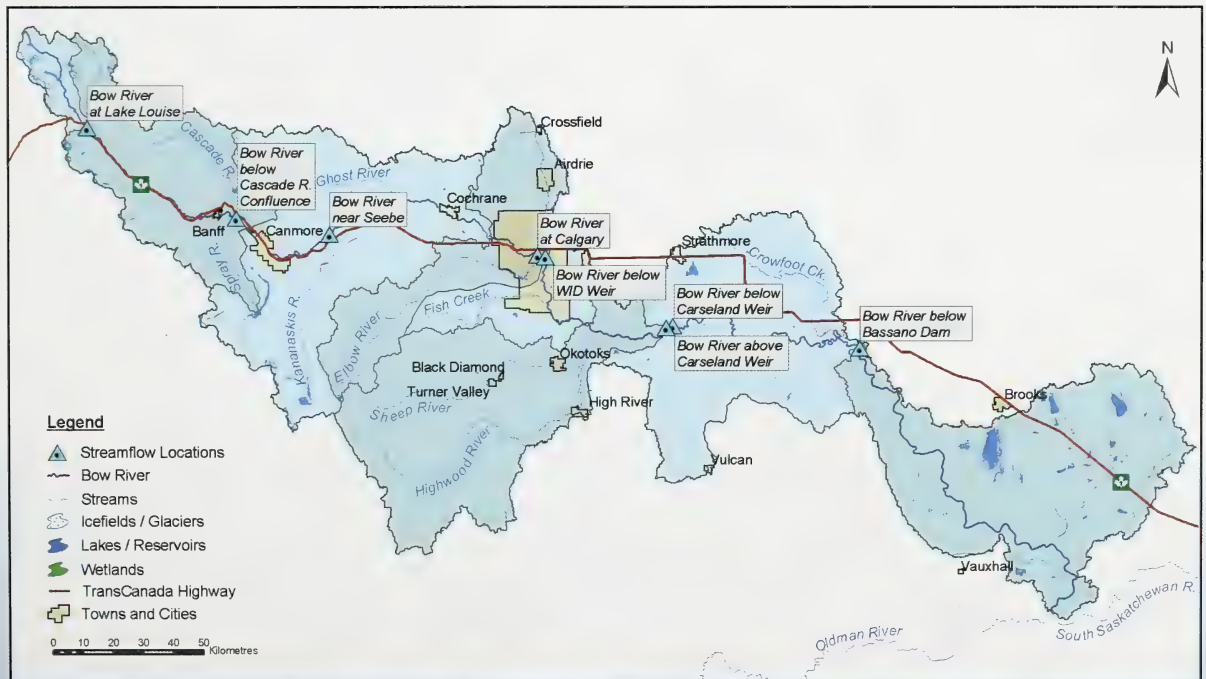 N
Bow River
at Lake Louise
Cascade R.
Bow River
below
Cascade R.
Confluence
Ghost River
Bow River
near Seebe
Banff
Canmore
Spray R.
Kananaskis R.
Crossfield
Airdrie
Cochrane
Bow River
at Calgary
Bow River below
WID Weir
Strathmore
Crowfoot Ck.
Fish Creek
Elbow River
Bow River below
Carseland Weir
Bow River above
Carseland Weir
Bow River below
Bassano Dam
Okotoks
Black Diamond
Turner Valley
Sheep River
High River
Highwood River
Vulcan
Brooks
Vauxhall
South Saskatchewan R.
Oldman River
Legend
Streamflow Locations
Bow River
Streams
Icefields / Glaciers
Lakes / Reservoirs
Wetlands
TransCanada Highway
Towns and Cities
0 10 20 30 40 50
Kilometres